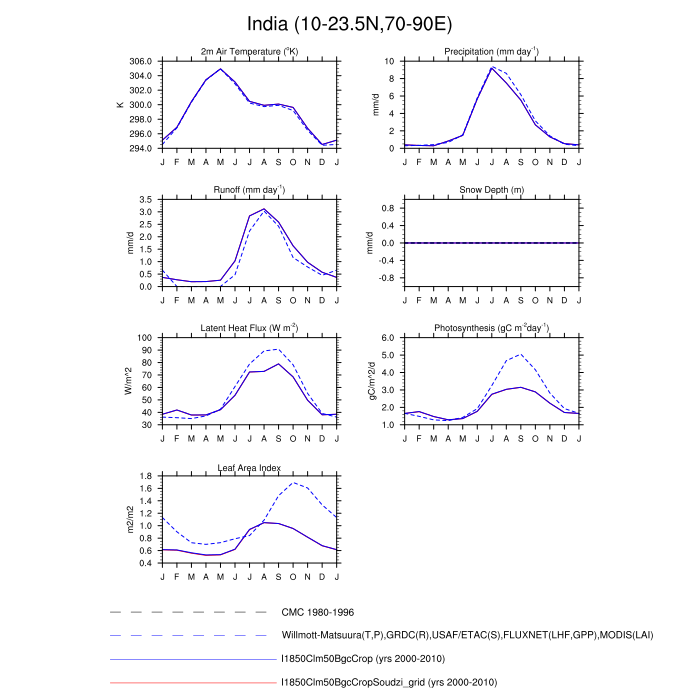 India (10-23.5N,70-90E)
2m Air Temperature (°K)
306.0
304.0
302.0
300.0
298.0
296.0
294.0
K
J F M A M J J A S O N D J
Precipitation (mm day⁻¹)
10
8
6
4
2
0
mm/d
J F M A M J J A S O N D J
Runoff (mm day⁻¹)
3.5
3.0
2.5
2.0
1.5
1.0
0.5
0.0
mm/d
J F M A M J J A S O N D J
Snow Depth (m)
0.8
0.4
0.0
-0.4
-0.8
mm/d
J F M A M J J A S O N D J
Latent Heat Flux (W m⁻²)
100
90
80
70
60
50
40
30
W/m^2
J F M A M J J A S O N D J
Photosynthesis (gC m⁻²day⁻¹)
6.0
5.0
4.0
3.0
2.0
1.0
gC/m^2/d
J F M A M J J A S O N D J
Leaf Area Index
1.8
1.6
1.4
1.2
1.0
0.8
0.6
0.4
m2/m2
J F M A M J J A S O N D J
CMC 1980-1996
Willmott-Matsuura(T,P),GRDC(R),USAF/ETAC(S),FLUXNET(LHF,GPP),MODIS(LAI)
I1850Clm50BgcCrop (yrs 2000-2010)
I1850Clm50BgcCropSoudzi_grid (yrs 2000-2010)